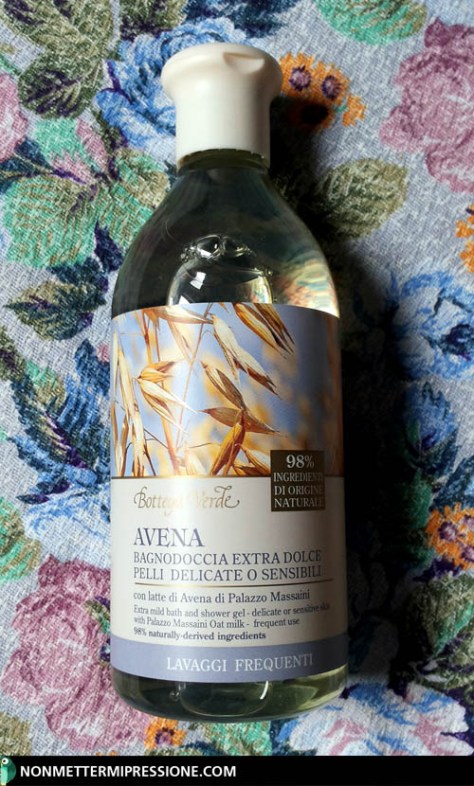 98%
INGREDIENTI
DI ORIGINE
NATURALE
Bottega Verde
AVENA
BAGNODOCCIA EXTRA DOLCE
PELLI DELICATE O SENSIBILI
con latte di Avena di Palazzo Massaini
Extra mild bath and shower gel - delicate or sensitive skin
with Palazzo Massaini Oat milk - frequent use
98% naturally-derived ingredients
LAVAGGI FREQUENTI
NONMETTERMIPRESSIONE.COM